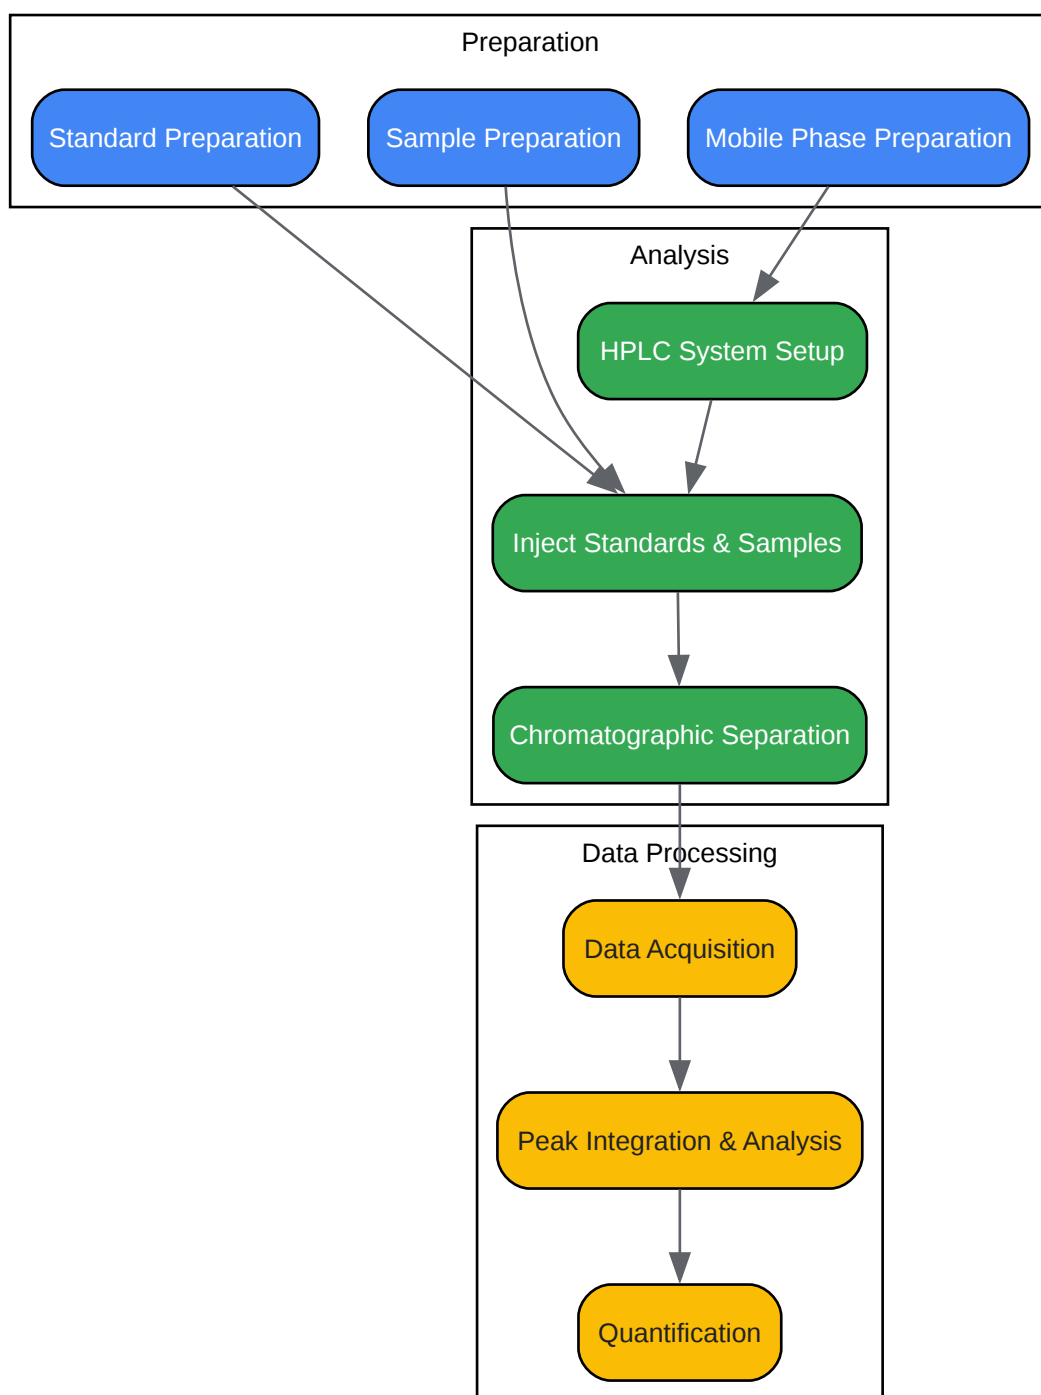 Preparation
Standard Preparation
Sample Preparation
Mobile Phase Preparation
Analysis
HPLC System Setup
Inject Standards & Samples
Chromatographic Separation
Data Processing
Data Acquisition
Peak Integration & Analysis
Quantification